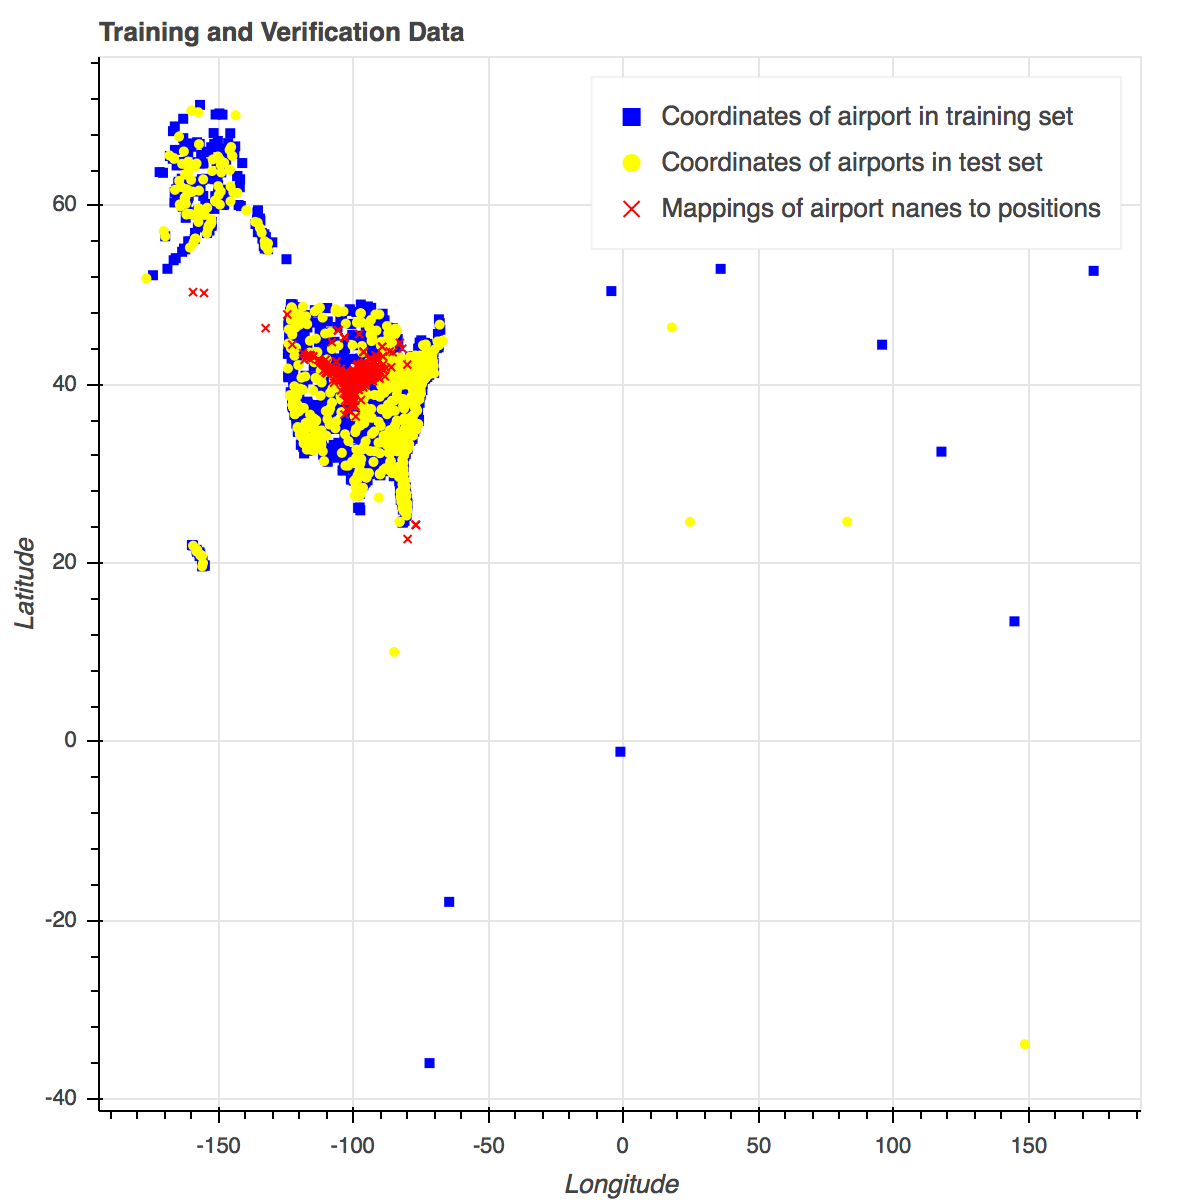 Training and Verification Data
Coordinates of airport in training set
Coordinates of airports in test set
Mappings of airport nanes to positions
60
40
20
0
-20
-40
Latitude
-150
-100
-50
0
50
100
150
Longitude